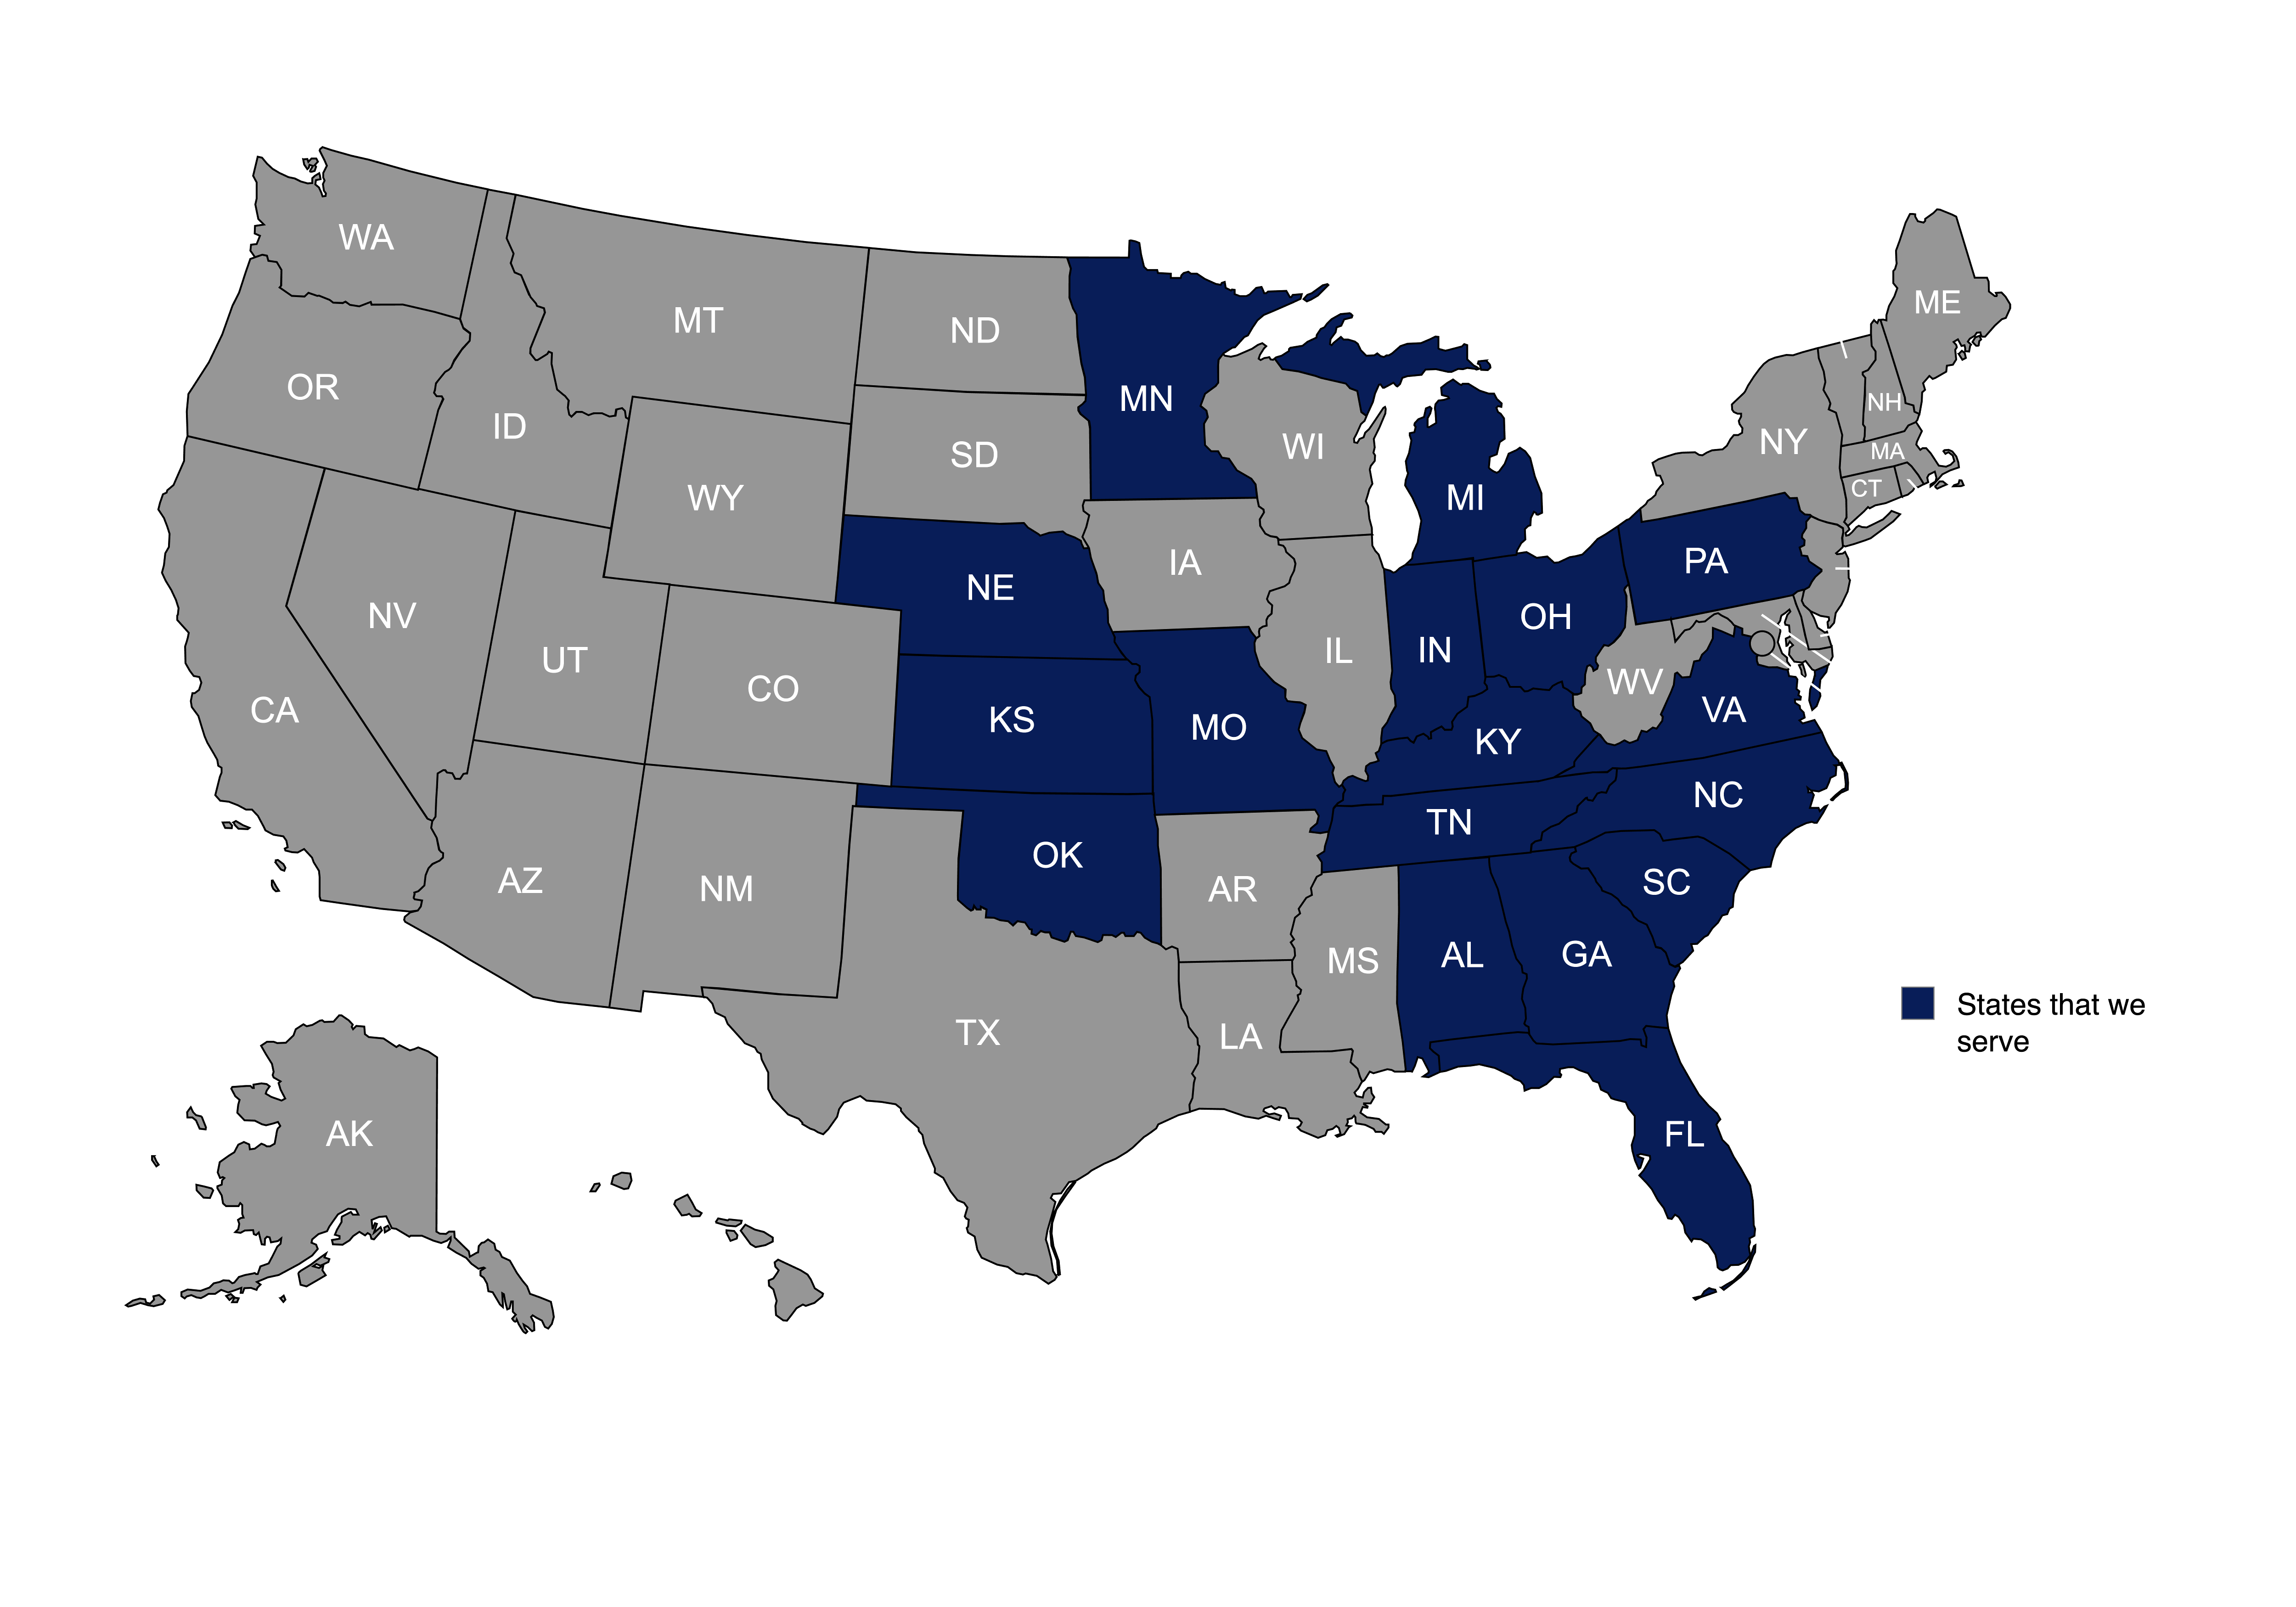 WA
MT
ND
ME
OR
MN
ID
NH
SD
WI
NY
MA
WY
MI
CT
IA
PA
NE
NV
OH
UT
IL
IN
CO
WV
CA
KS
MO
VA
KY
NC
TN
OK
AZ
NM
AR
SC
MS
AL
GA
States that we
serve
TX
LA
AK
FL